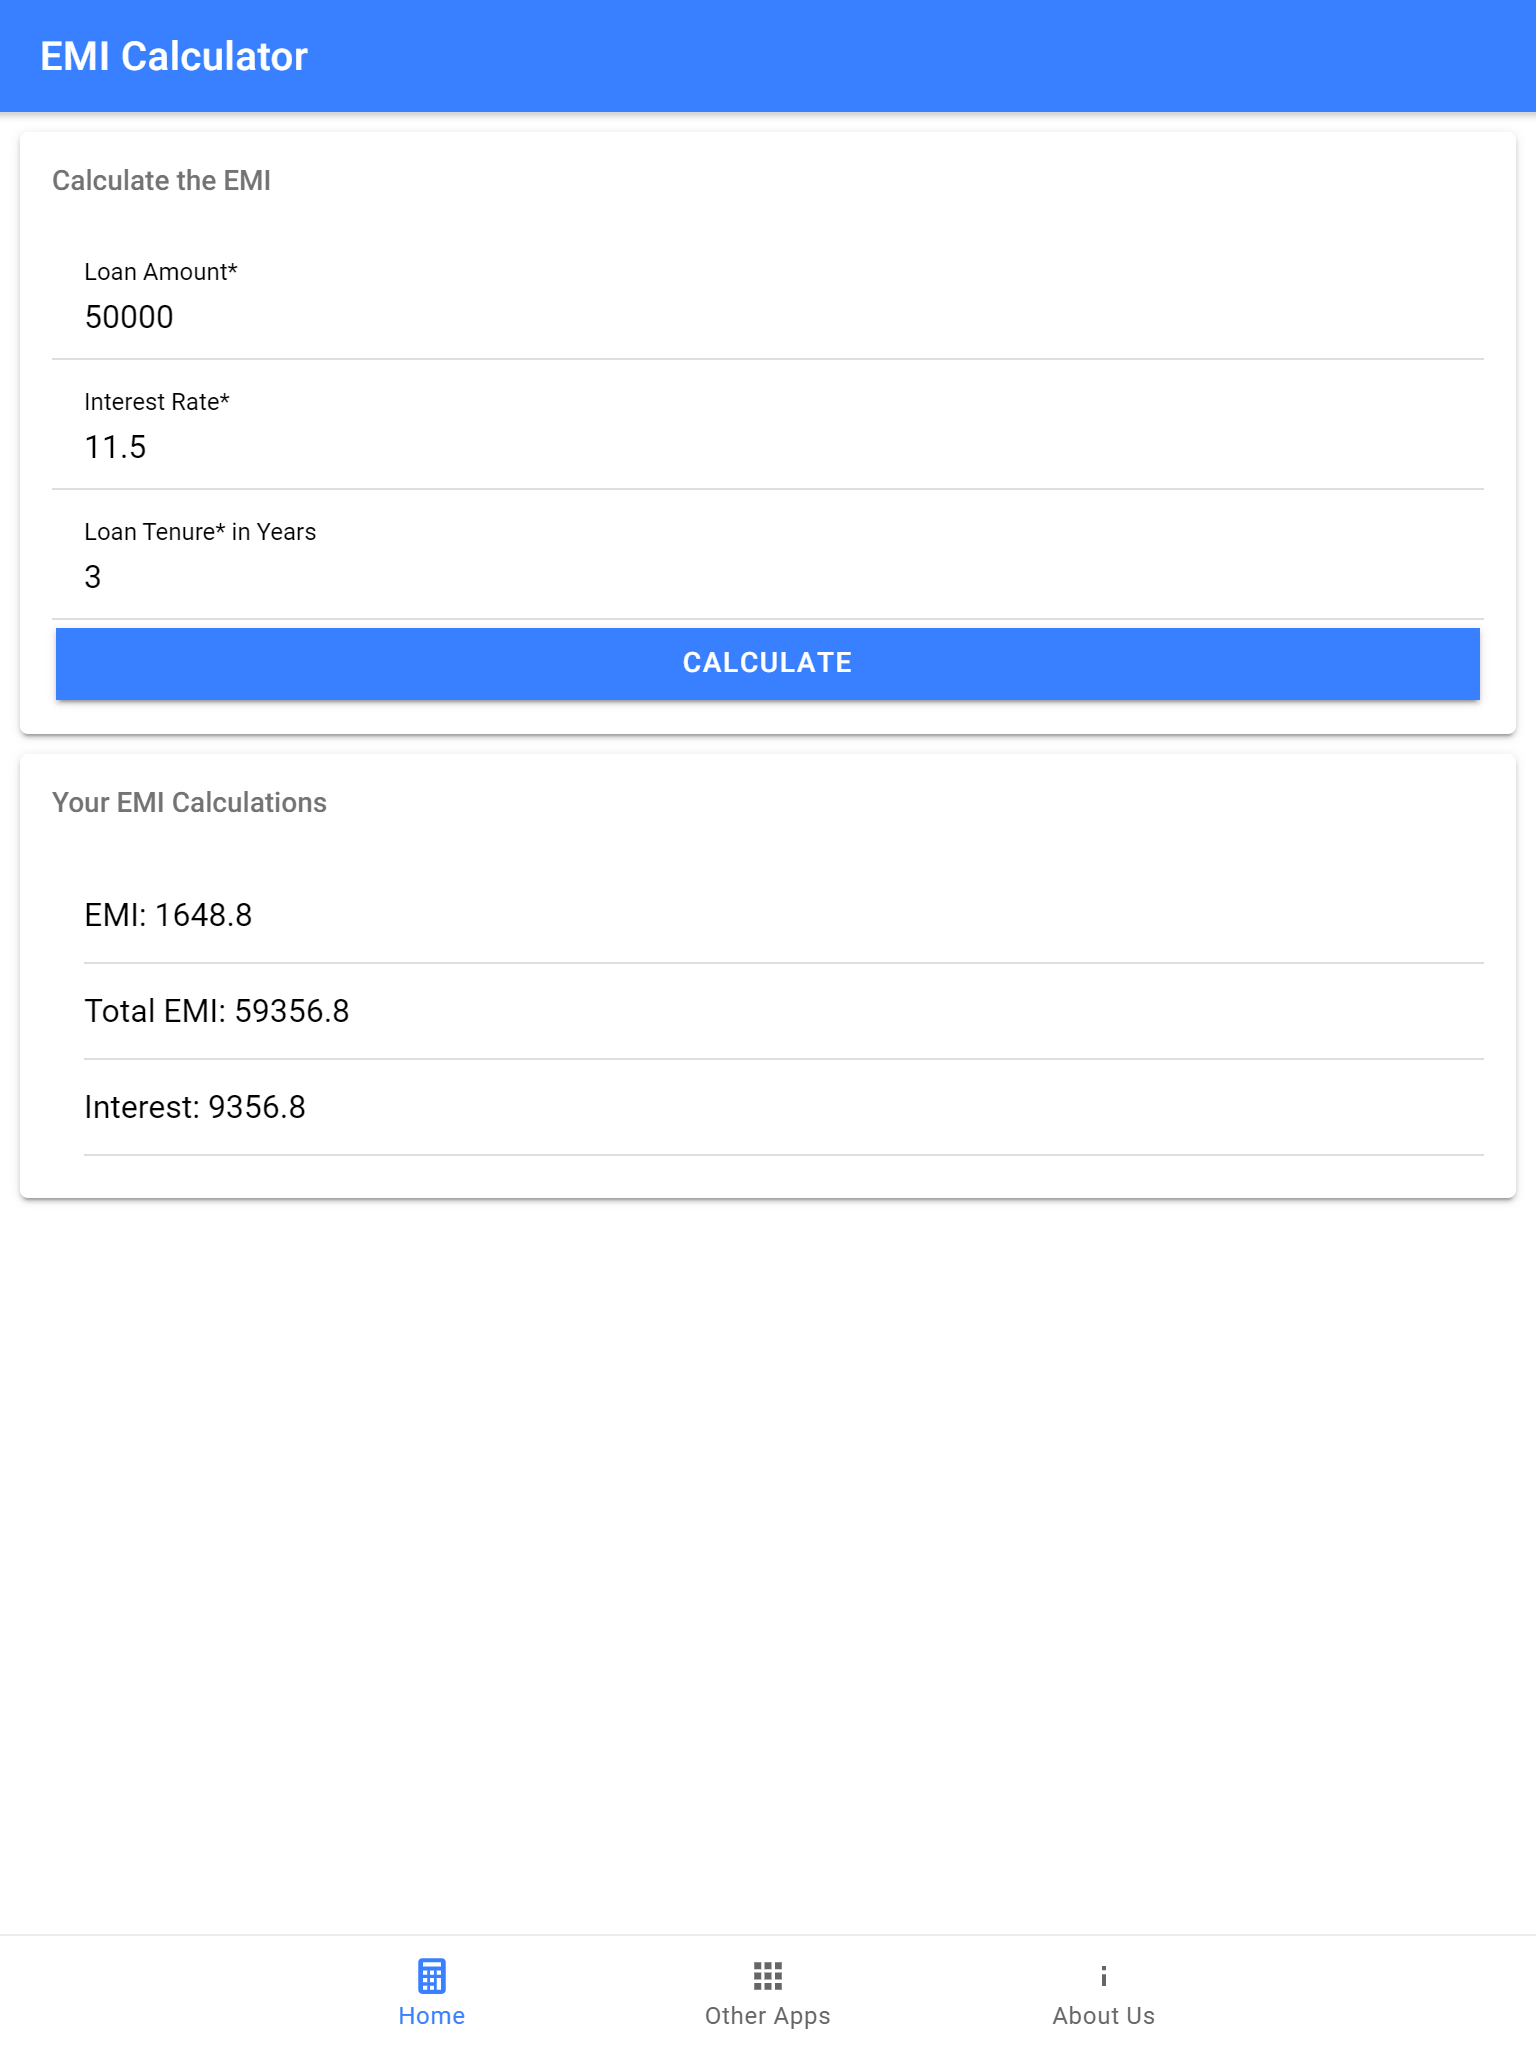 EMI Calculator
Calculate the EMI
Loan Amount*
50000
Interest Rate*
11.5
Loan Tenure* in Years
3
CALCULATE
Your EMI Calculations
EMI: 1648.8
Total EMI: 59356.8
Interest: 9356.8
Home
Other Apps
About Us